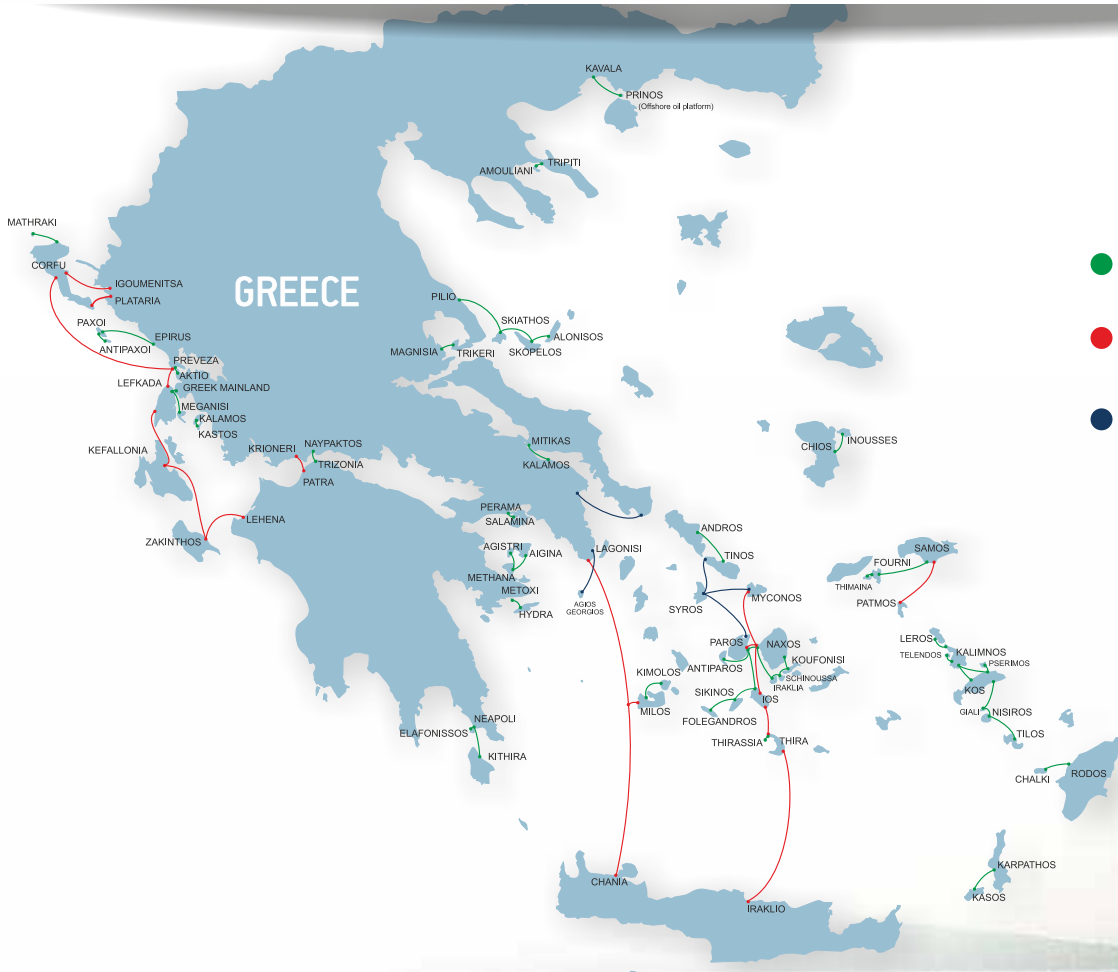 KAVALA
PRINOS
(Offshore oil platform)
TRIPITI
AMOULIANI
MATHRAKI
CORFU
IGOUMENITSA
PLATARIA
GREECE
PILIO
PAXOI
EPIRUS
ANTIPAXOI
SKIATHOS
ALONISOS
SKOPELOS
MAGNISIA
TRIKERI
PREVEZA
AKTIO
LEFKADA
GREEK MAINLAND
MEGANISI
KALAMOS
KASTOS
KEFALLONIA
KRIONERI
NAYPAKTOS
TRIZONIA
PATRA
MITIKAS
KALAMOS
CHIOS
INOUSSES
LEHENA
ZAKINTHOS
PERAMA
SALAMINA
ANDROS
AGISTRI
AIGINA
LAGONISI
TINOS
SAMOS
FOURNI
THIMAINA
METHANA
METOXI
HYDRA
AGIOS
GEORGIOS
SYROS
MYCONOS
PATMOS
PAROS
NAXOS
LEROS
KALIMNOS
TELENDOS
PSERIMOS
ANTIPAROS
KOUFONISI
SCHINOUSSA
IRAKLIA
KIMOLOS
SIKINOS
IOS
KOS
MILOS
FOLEGANDROS
GIALI
NISIROS
NEAPOLI
ELAFONISSOS
TILOS
THIRASSIA
THIRA
KITHIRA
CHALKI
RODOS
KARPATHOS
KASOS
CHANIA
IRAKLIO